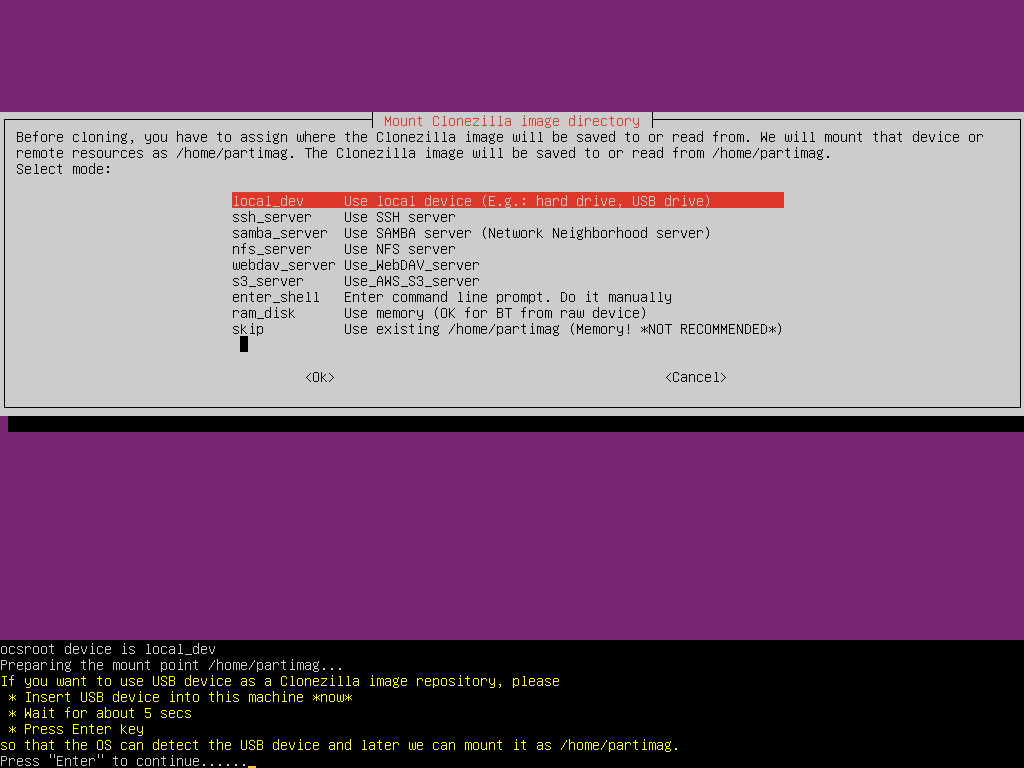 Mount Clonezilla image directory
Before cloning, you have to assign where the Clonezilla image will be saved to or read from. We will mount that device or
remote resources as /home/partimag. The Clonezilla image will be saved to or read from /home/partimag.
Select mode:
local_dev Use local device (E.g.: hard drive, USB drive)
ssh_server Use SSH server
samba_server Use SAMBA server (Network Neighborhood server)
nfs_server Use NFS server
webdav_server Use_WebDAV_server
s3_server Use_AWS_S3_server
enter_shell Enter command line prompt. Do it manually
ram_disk Use memory (OK for BT from raw device)
skip Use existing /home/partimag (Memory! *NOT RECOMMENDED*)
<Ok> <Cancel>
ocsroot device is local_dev
Preparing the mount point /home/partimag...
If you want to use USB device as a Clonezilla image repository, please
* Insert USB device into this machine *now*
* Wait for about 5 secs
* Press Enter key
so that the OS can detect the USB device and later we can mount it as /home/partimag.
Press "Enter" to continue......